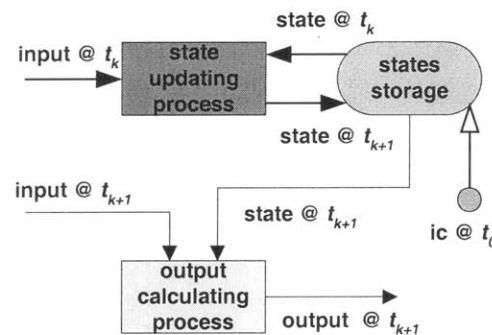 state @ t_k
input @ t_k
state
updating
process
states
storage
state @ t_{k+1}
input @ t_{k+1}
state @ t_{k+1}
ic @ t_0
output
calculating
process
output @ t_{k+1}